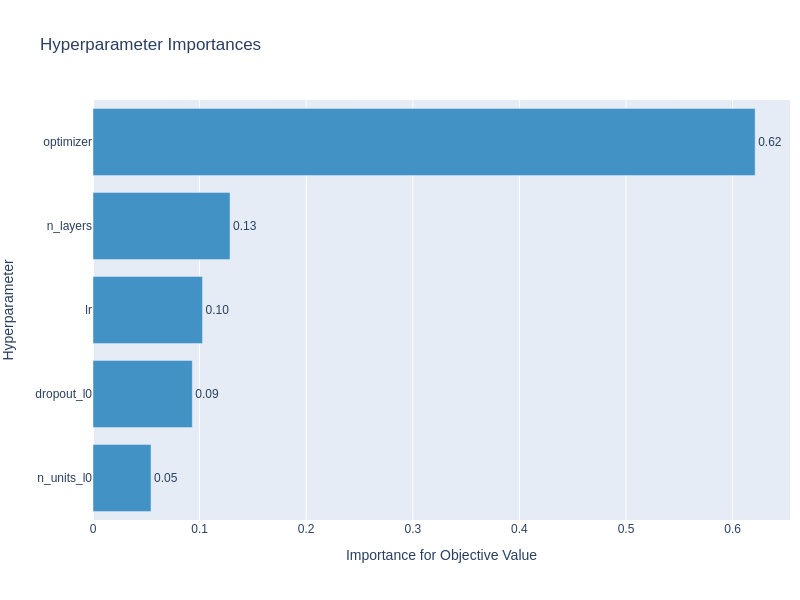 Hyperparameter Importances
Hyperparameter
optimizer
0.62
n_layers
0.13
lr
0.10
dropout_l0
0.09
n_units_l0
0.05
0
0.1
0.2
0.3
0.4
0.5
0.6
Importance for Objective Value